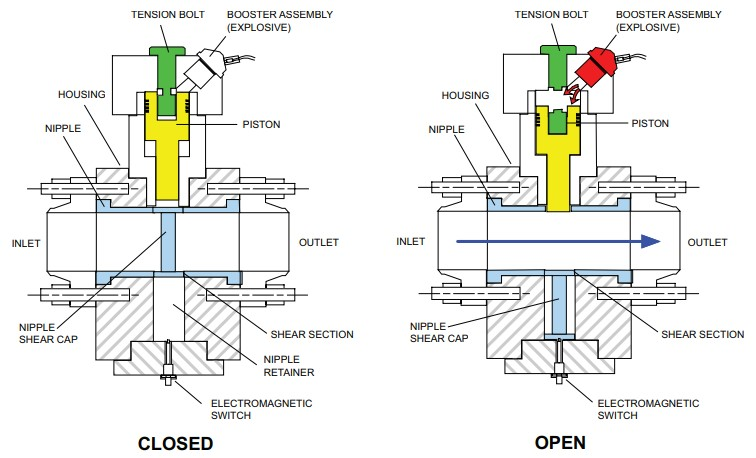 TENSION BOLT
BOOSTER ASSEMBLY
(EXPLOSIVE)
HOUSING
NIPPLE
PISTON
INLET
OUTLET
NIPPLE
SHEAR CAP
SHEAR SECTION
NIPPLE
RETAINER
ELECTROMAGNETIC
SWITCH
CLOSED
TENSION BOLT
BOOSTER ASSEMBLY
(EXPLOSIVE)
HOUSING
NIPPLE
PISTON
INLET
OUTLET
NIPPLE
SHEAR CAP
SHEAR SECTION
ELECTROMAGNETIC
SWITCH
OPEN